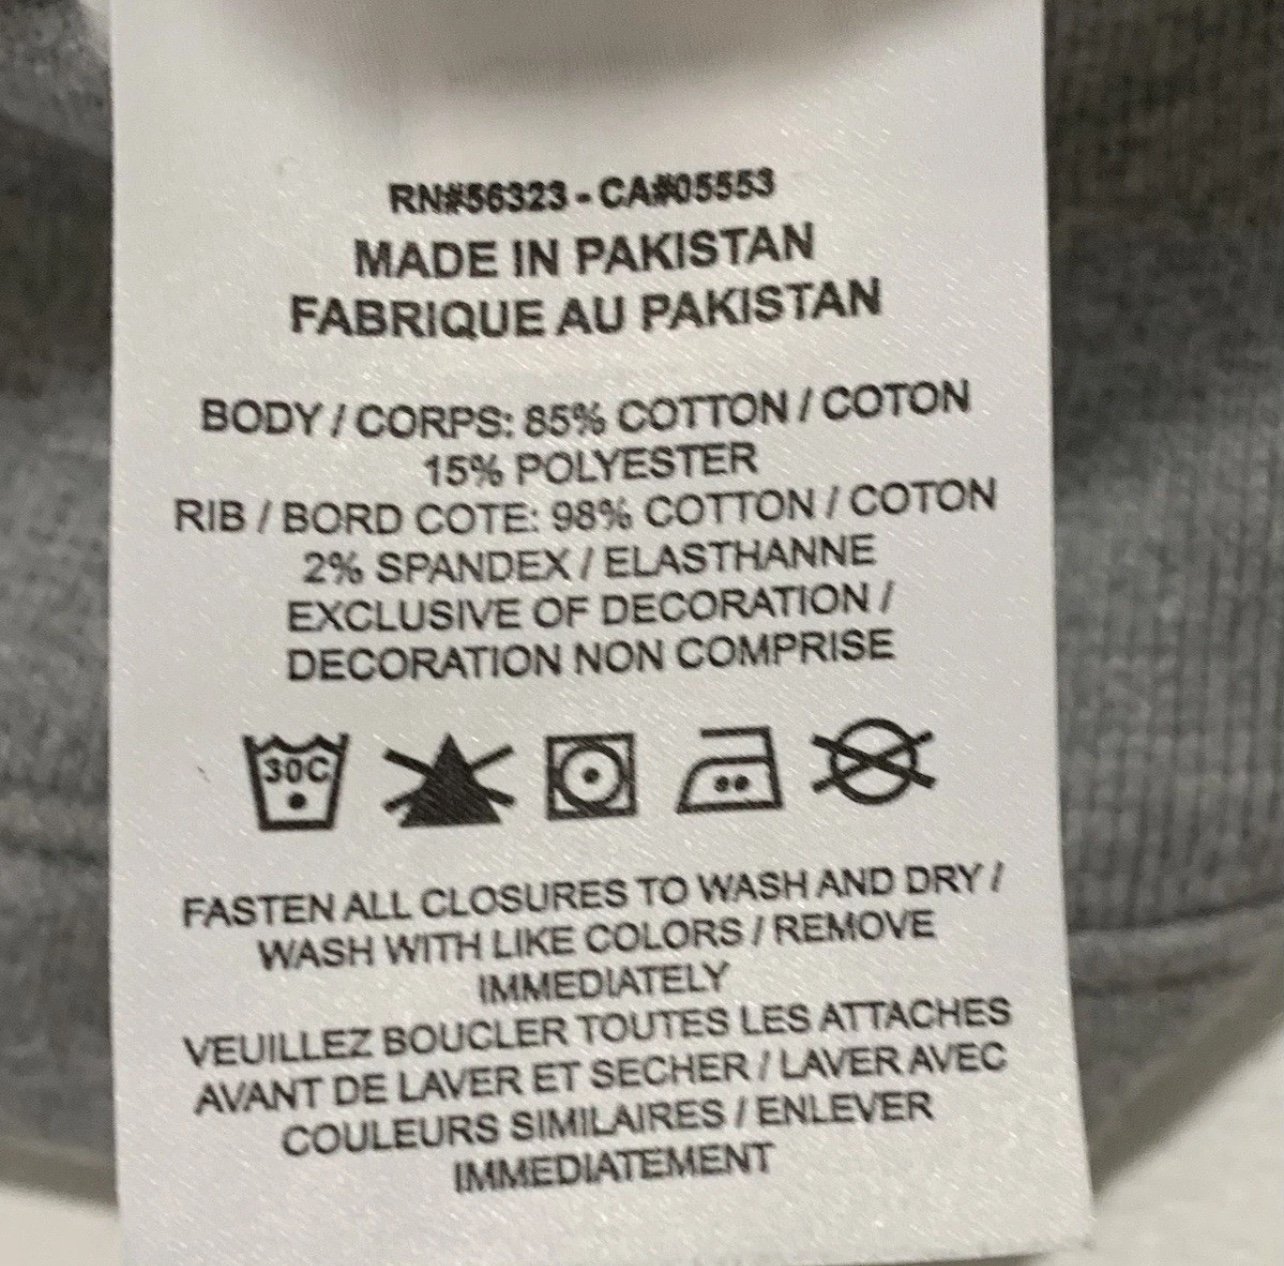 RN#56323 - CA#05553
MADE IN PAKISTAN
FABRIQUE AU PAKISTAN
BODY / CORPS: 85% COTTON / COTON
15% POLYESTER
RIB / BORD COTE: 98% COTTON / COTON
2% SPANDEX / ELASTHANNE
EXCLUSIVE OF DECORATION /
DECORATION NON COMPRISE
30C
FASTEN ALL CLOSURES TO WASH AND DRY /
WASH WITH LIKE COLORS / REMOVE
IMMEDIATELY
VEUILLEZ BOUCLER TOUTES LES ATTACHES
AVANT DE LAVER ET SECHER / LAVER AVEC
COULEURS SIMILAIRES / ENLEVER
IMMEDIATEMENT